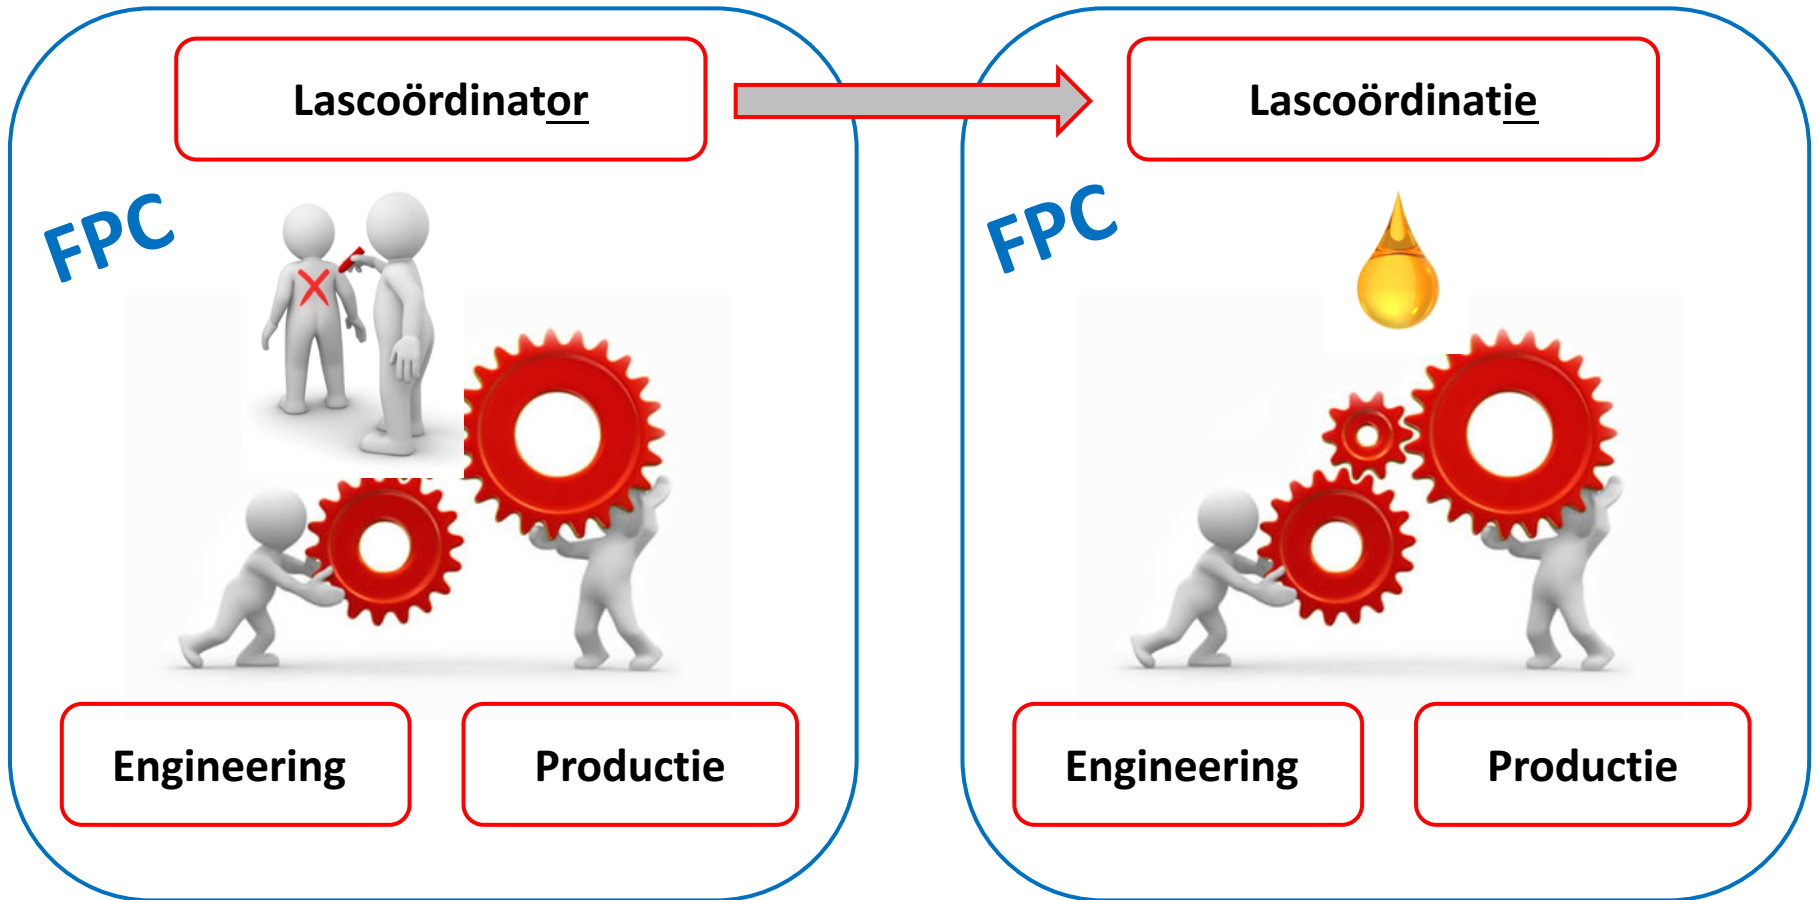 Lascoördinator
FPC
Engineering
Productie
Lascoördinatie
FPC
Engineering
Productie